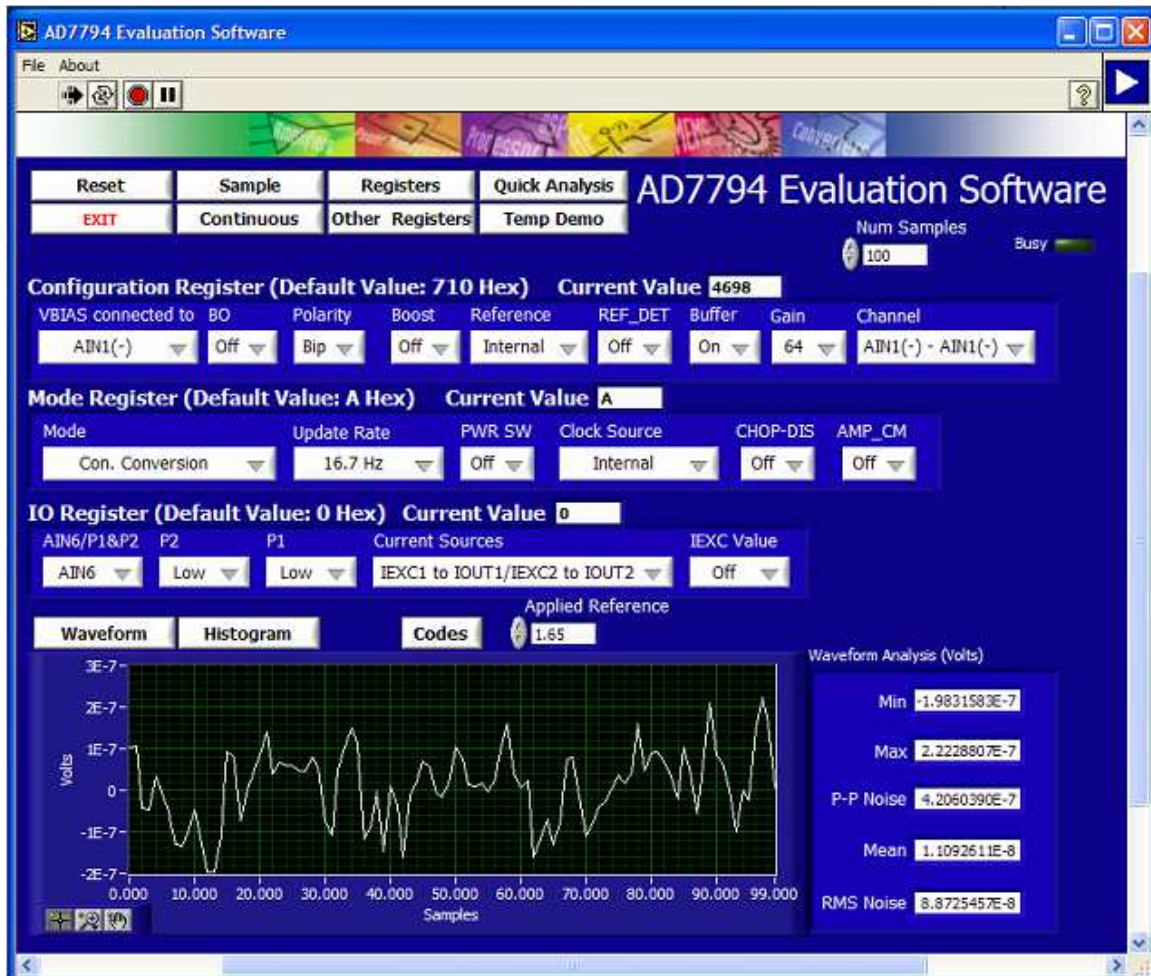 AD7794 Evaluation Software
File About
Reset Sample Registers Quick Analysis
AD7794 Evaluation Software
EXIT Continuous Other Registers Temp Demo
Num Samples
100
Busy
Configuration Register (Default Value: 710 Hex) Current Value 4698
VBIAS connected to BO Polarity Boost Reference REF_DET Buffer Gain Channel
AIN1(-) Off Bip Off Internal Off On 64 AIN1(-) - AIN1(-)
Mode Register (Default Value: A Hex) Current Value A
Mode Update Rate PWR SW Clock Source CHOP-DIS AMP_CM
Con. Conversion 16.7 Hz Off Internal Off Off
IO Register (Default Value: 0 Hex) Current Value 0
AIN6/P1&P2 P2 P1 Current Sources IEXC Value
AIN6 Low Low IEXC1 to IOUT1/IEXC2 to IOUT2 Off
Applied Reference
Waveform Histogram Codes 1.65
Waveform Analysis (Volts)
3E-7
2E-7
1E-7
0
-1E-7
-2E-7
Volts
0.000 10.000 20.000 30.000 40.000 50.000 60.000 70.000 80.000 90.000 99.000
Samples
Min -1.9831583E-7
Max 2.2228807E-7
P-P Noise 4.2060390E-7
Mean 1.1092611E-8
RMS Noise 8.8725457E-8